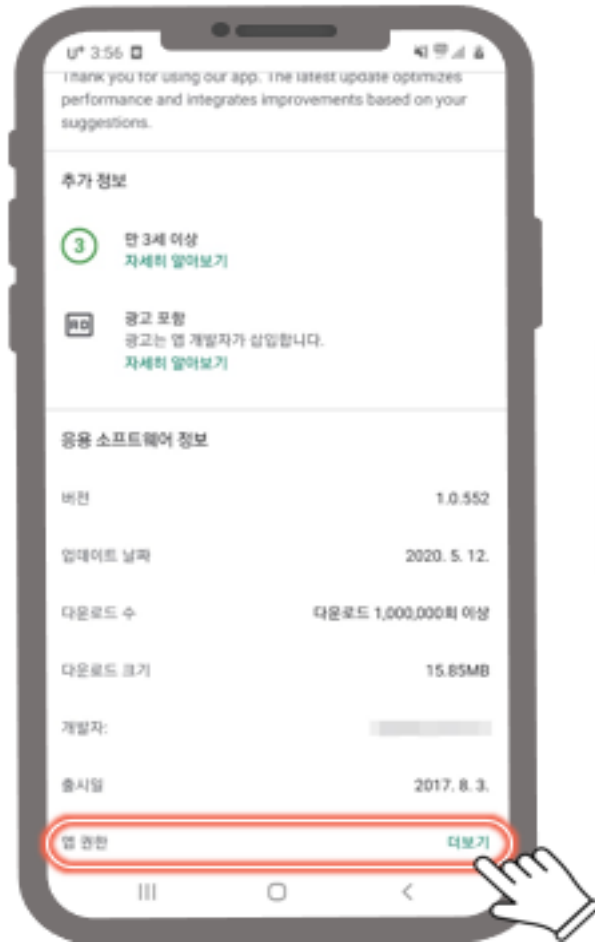 U+ 3:56
Thank you for using our app. The latest update optimizes
performance and integrates improvements based on your
suggestions.
추가 정보
3
만 3세 이상
자세히 알아보기
AD
광고 포함
광고는 앱 개발자가 삽입합니다.
자세히 알아보기
응용 소프트웨어 정보
버전 1.0.552
업데이트 날짜 2020. 5. 12.
다운로드 수 다운로드 1,000,000회 이상
다운로드 크기 15.85MB
개발자:
출시일 2017. 8. 3.
앱 권한 더보기